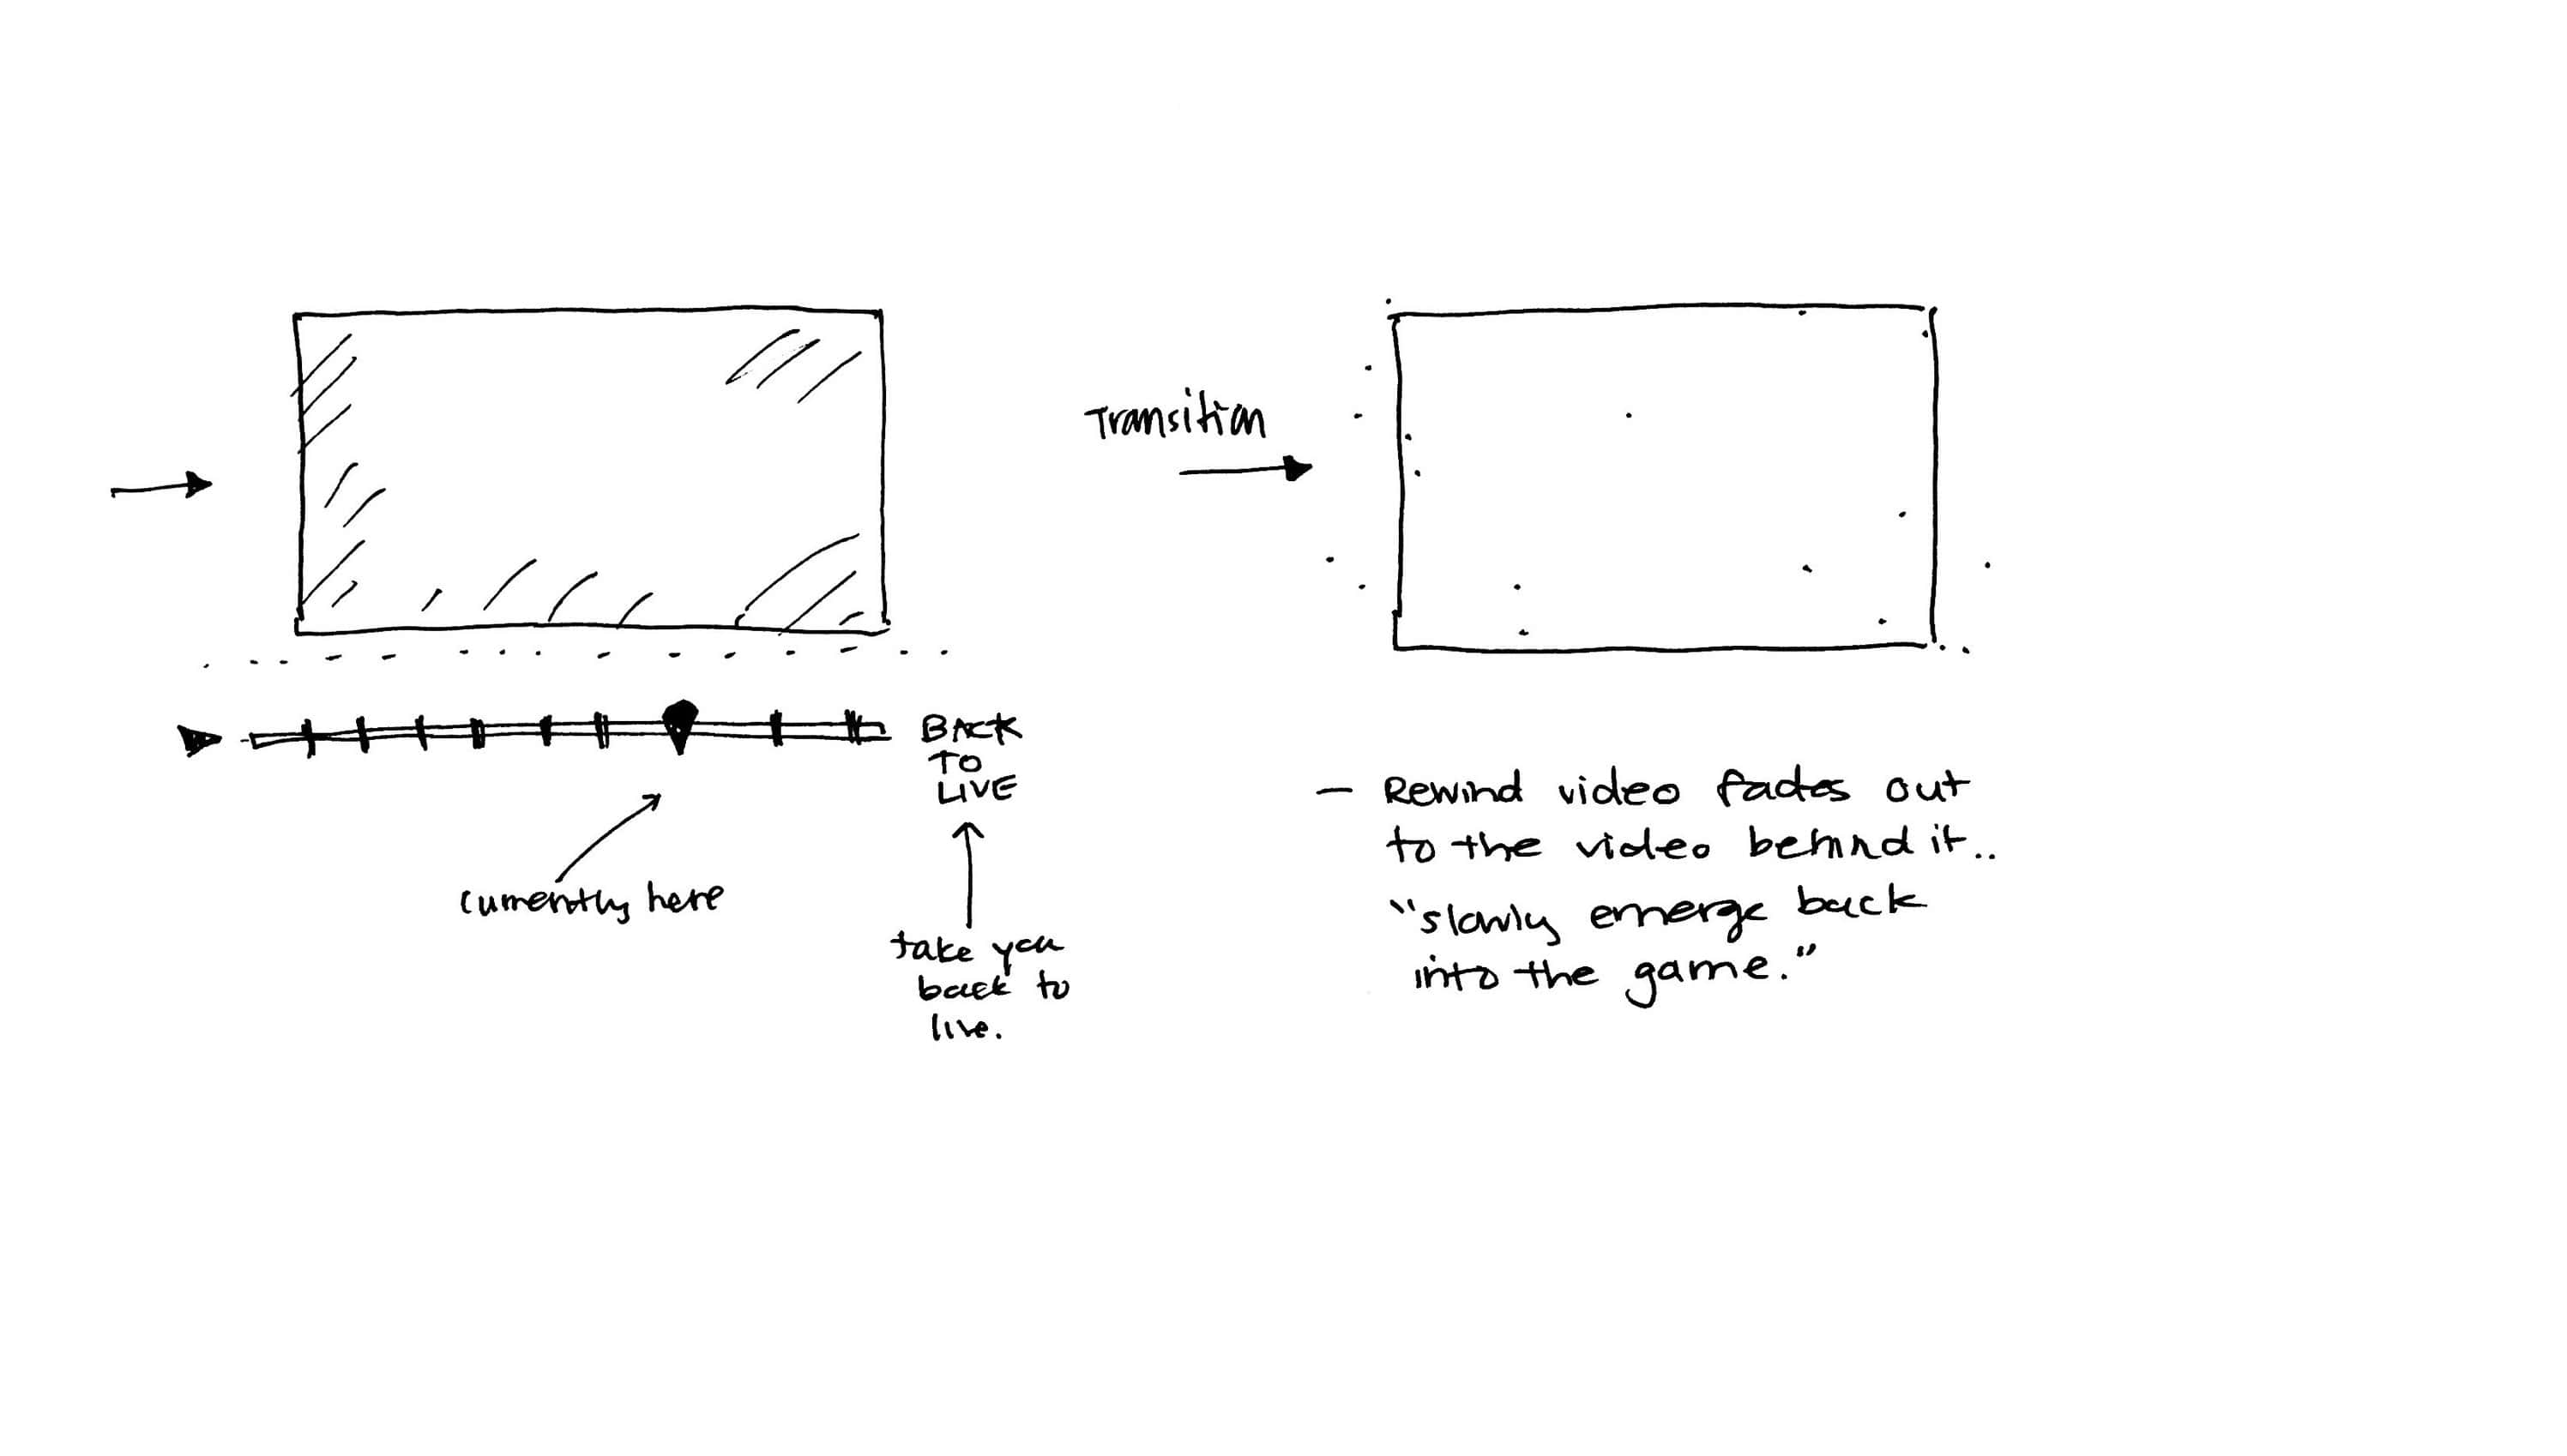 Transition
BACK
TO
LIVE
currently here
take you
back to
live.
- Rewind video fades out
to the video behind it..
"slowly emerge back
into the game."